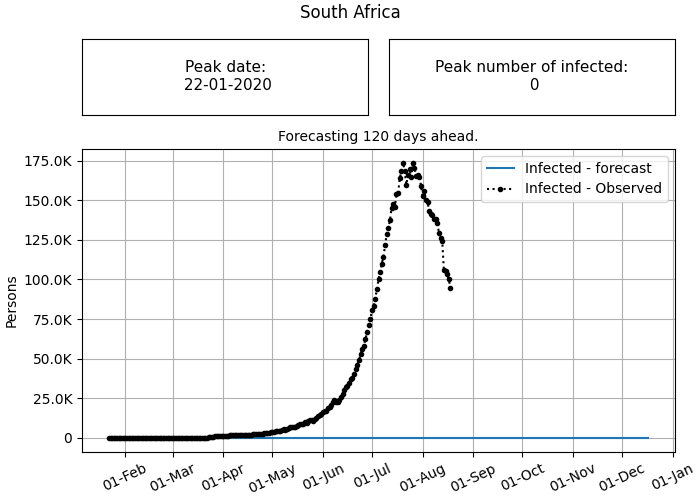 South Africa
Peak date:
22-01-2020
Peak number of infected:
0
Forecasting 120 days ahead.
Infected - forecast
Infected - Observed
Persons
175.0K
150.0K
125.0K
100.0K
75.0K
50.0K
25.0K
0
01-Feb
01-Mar
01-Apr
01-May
01-Jun
01-Jul
01-Aug
01-Sep
01-Oct
01-Nov
01-Dec
01-Jan